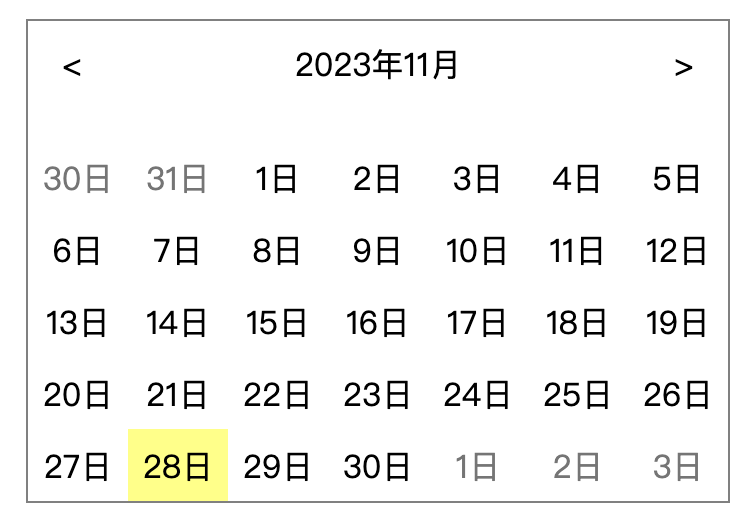 < 2023年11月 >
30日 31日 1日 2日 3日 4日 5日
6日 7日 8日 9日 10日 11日 12日
13日 14日 15日 16日 17日 18日 19日
20日 21日 22日 23日 24日 25日 26日
27日 28日 29日 30日 1日 2日 3日